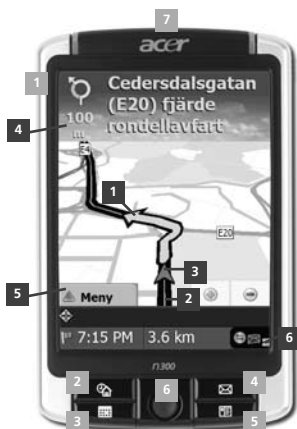 7
acer
1
Cedersdalsgatan
(E20) fjärde
rondellavfart
100
m
4
E4
1
E20
3
5
Meny
2
7:15 PM
3.6 km
6
n300
2
6
4
3
5